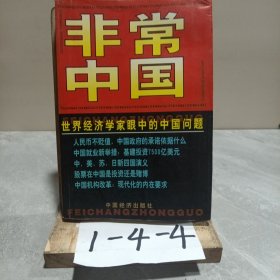 非常
中国
世界经济学家眼中的中国问题
人民币不贬值，中国政府的承诺依据什么
中国就业新举措：基建投资7500亿美元
中、美、苏、日新四国演义
股票在中国是投资还是赌博
中国机构改革：现代化的内在要求
中国经济出版社
FEICHANGZHONGGUO
1-4-4